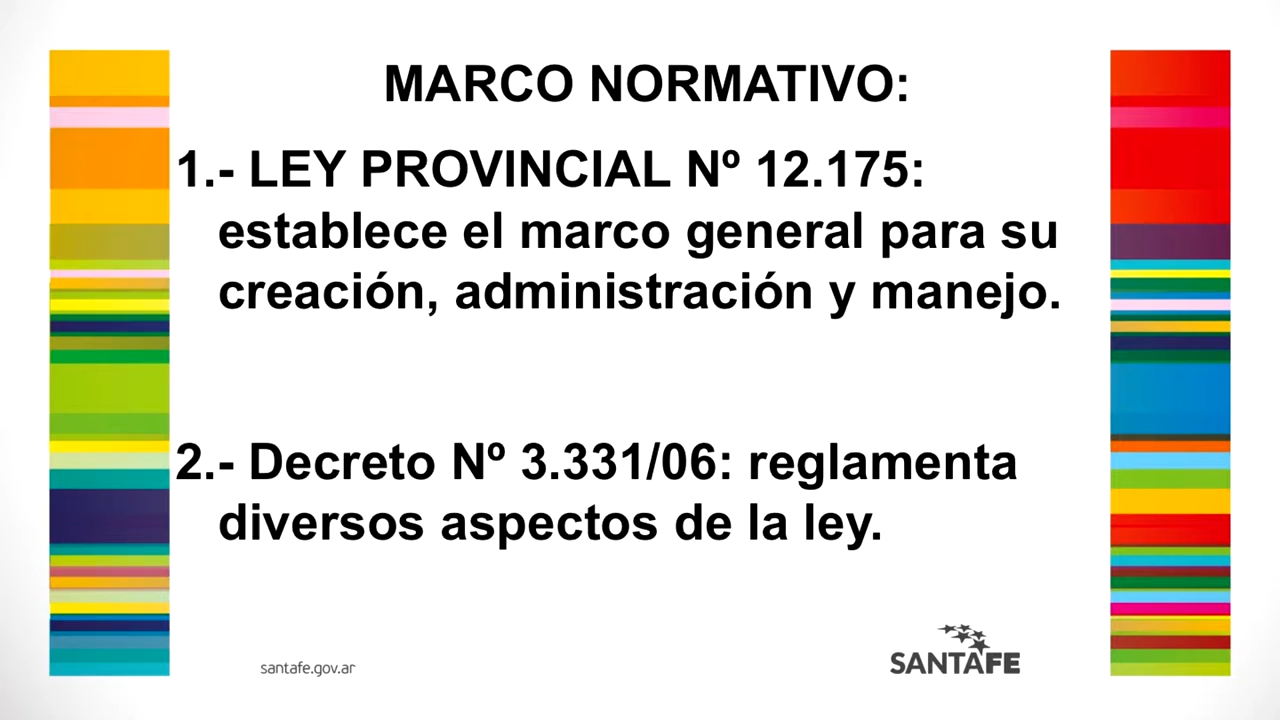 MARCO NORMATIVO:
1.- LEY PROVINCIAL Nº 12.175:
establece el marco general para su
creación, administración y manejo.
2.- Decreto Nº 3.331/06: reglamenta
diversos aspectos de la ley.
santafe.gov.ar
SANTAFE